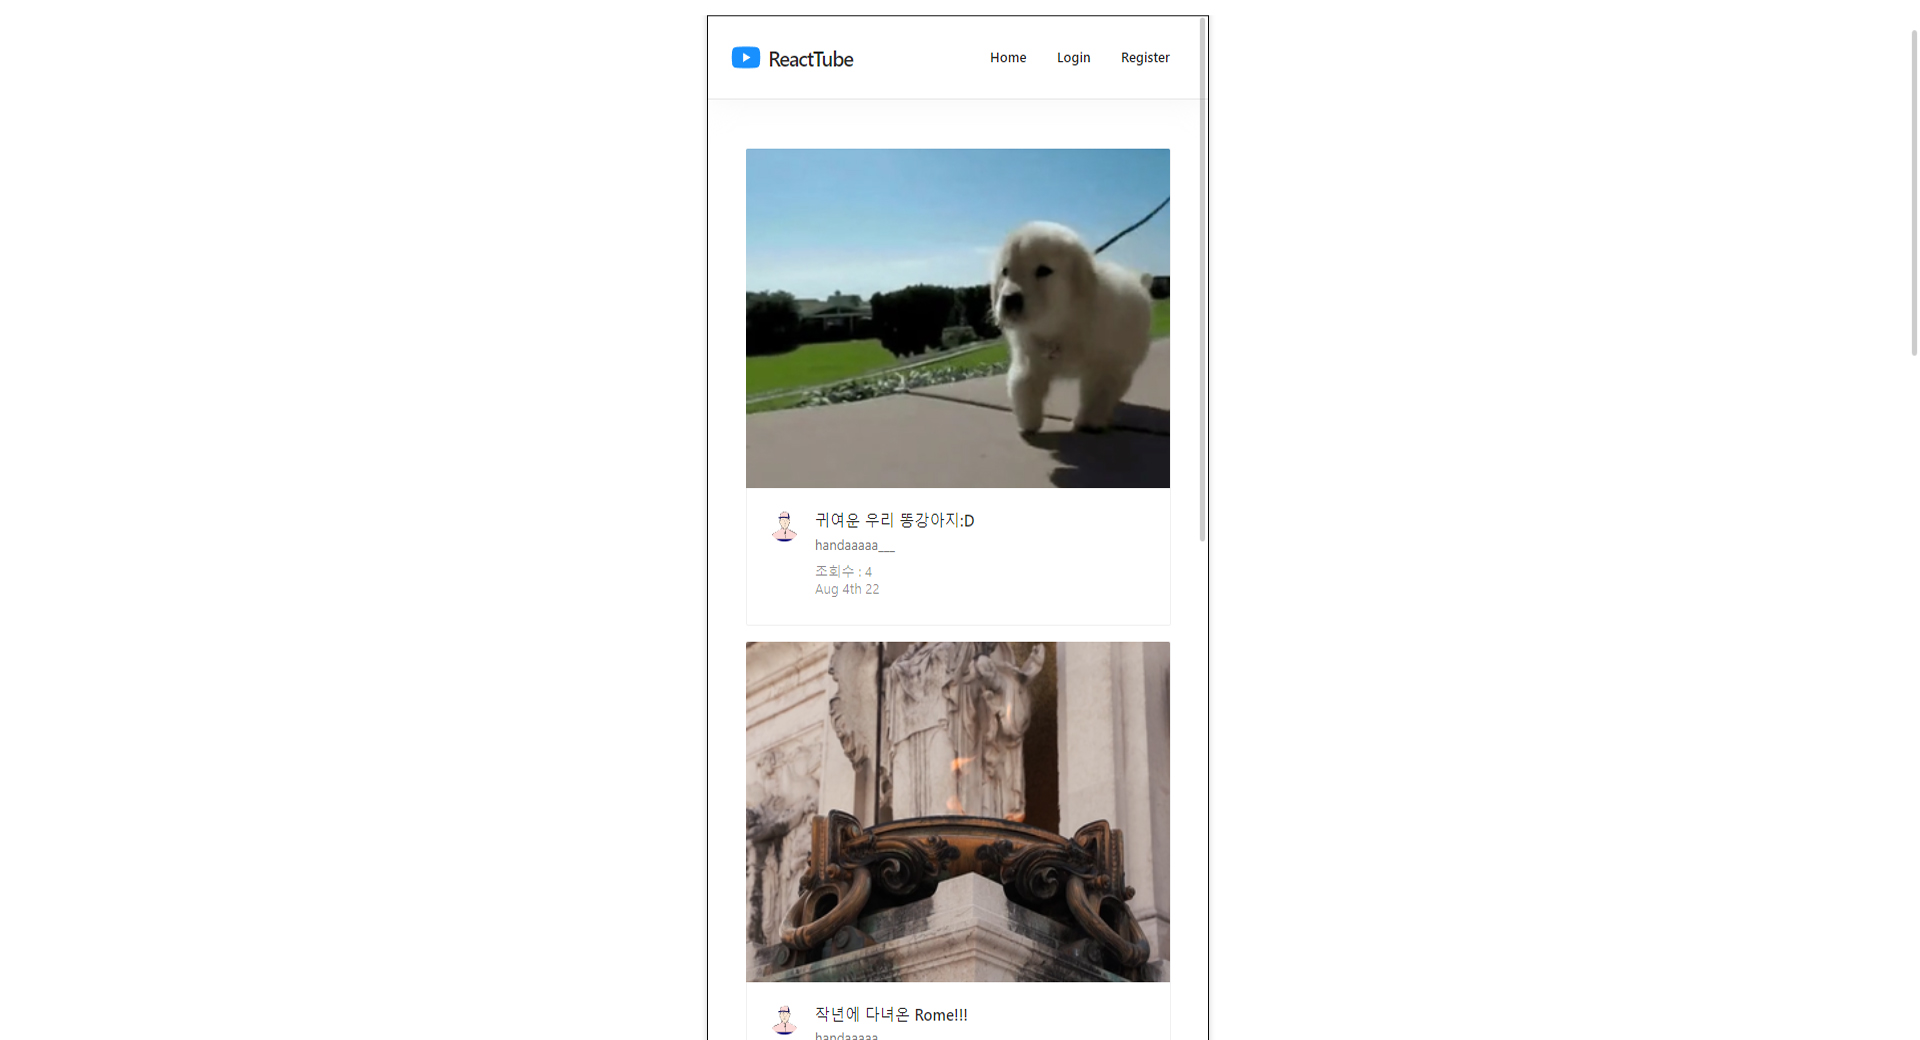 ReactTube
Home Login Register
귀여운 우리 똥강아지:D
handaaaaa___
조회수 : 4
Aug 4th 22
작년에 다녀온 Rome!!!
handaaaaa